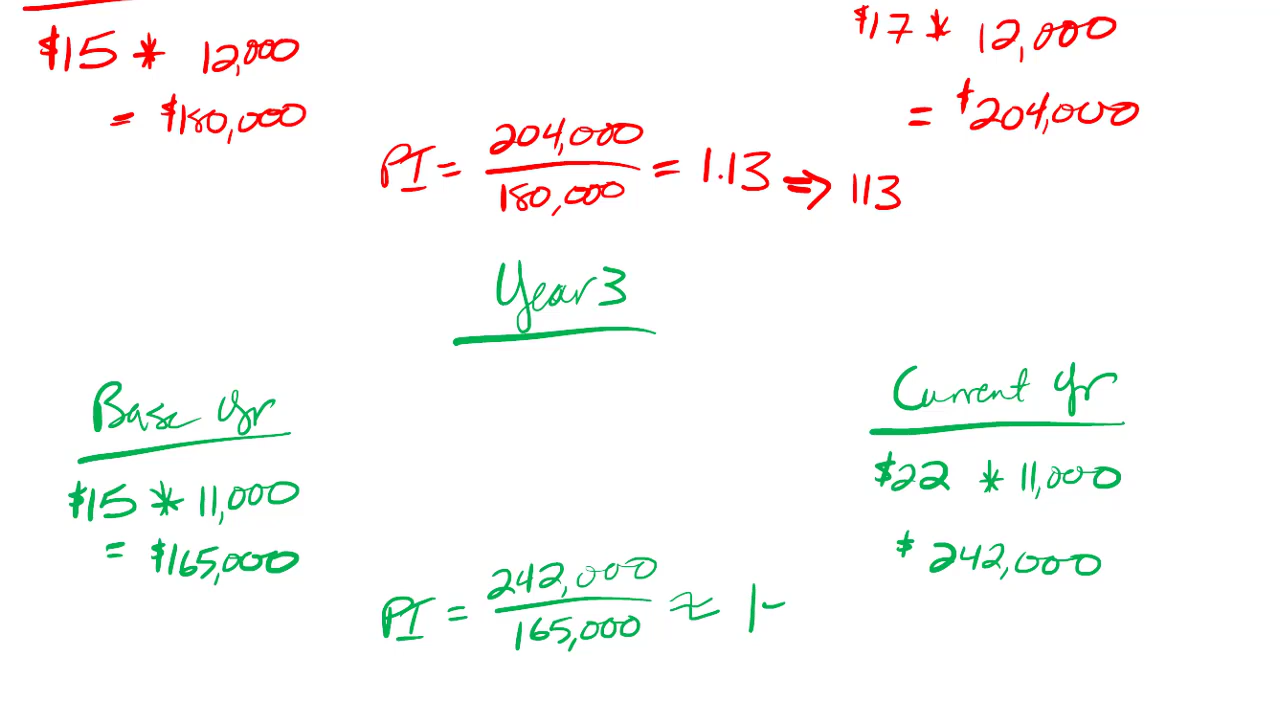 $15 * 12,000
= $180,000
$17 * 12,000
= $204,000
PI = 204,000 / 180,000 = 1.13 ⇒ 113
Year 3
Base Yr
$15 * 11,000
= $165,000
Current Yr
$22 * 11,000
$ 242,000
PI = 242,000 / 165,000 ≈ 1